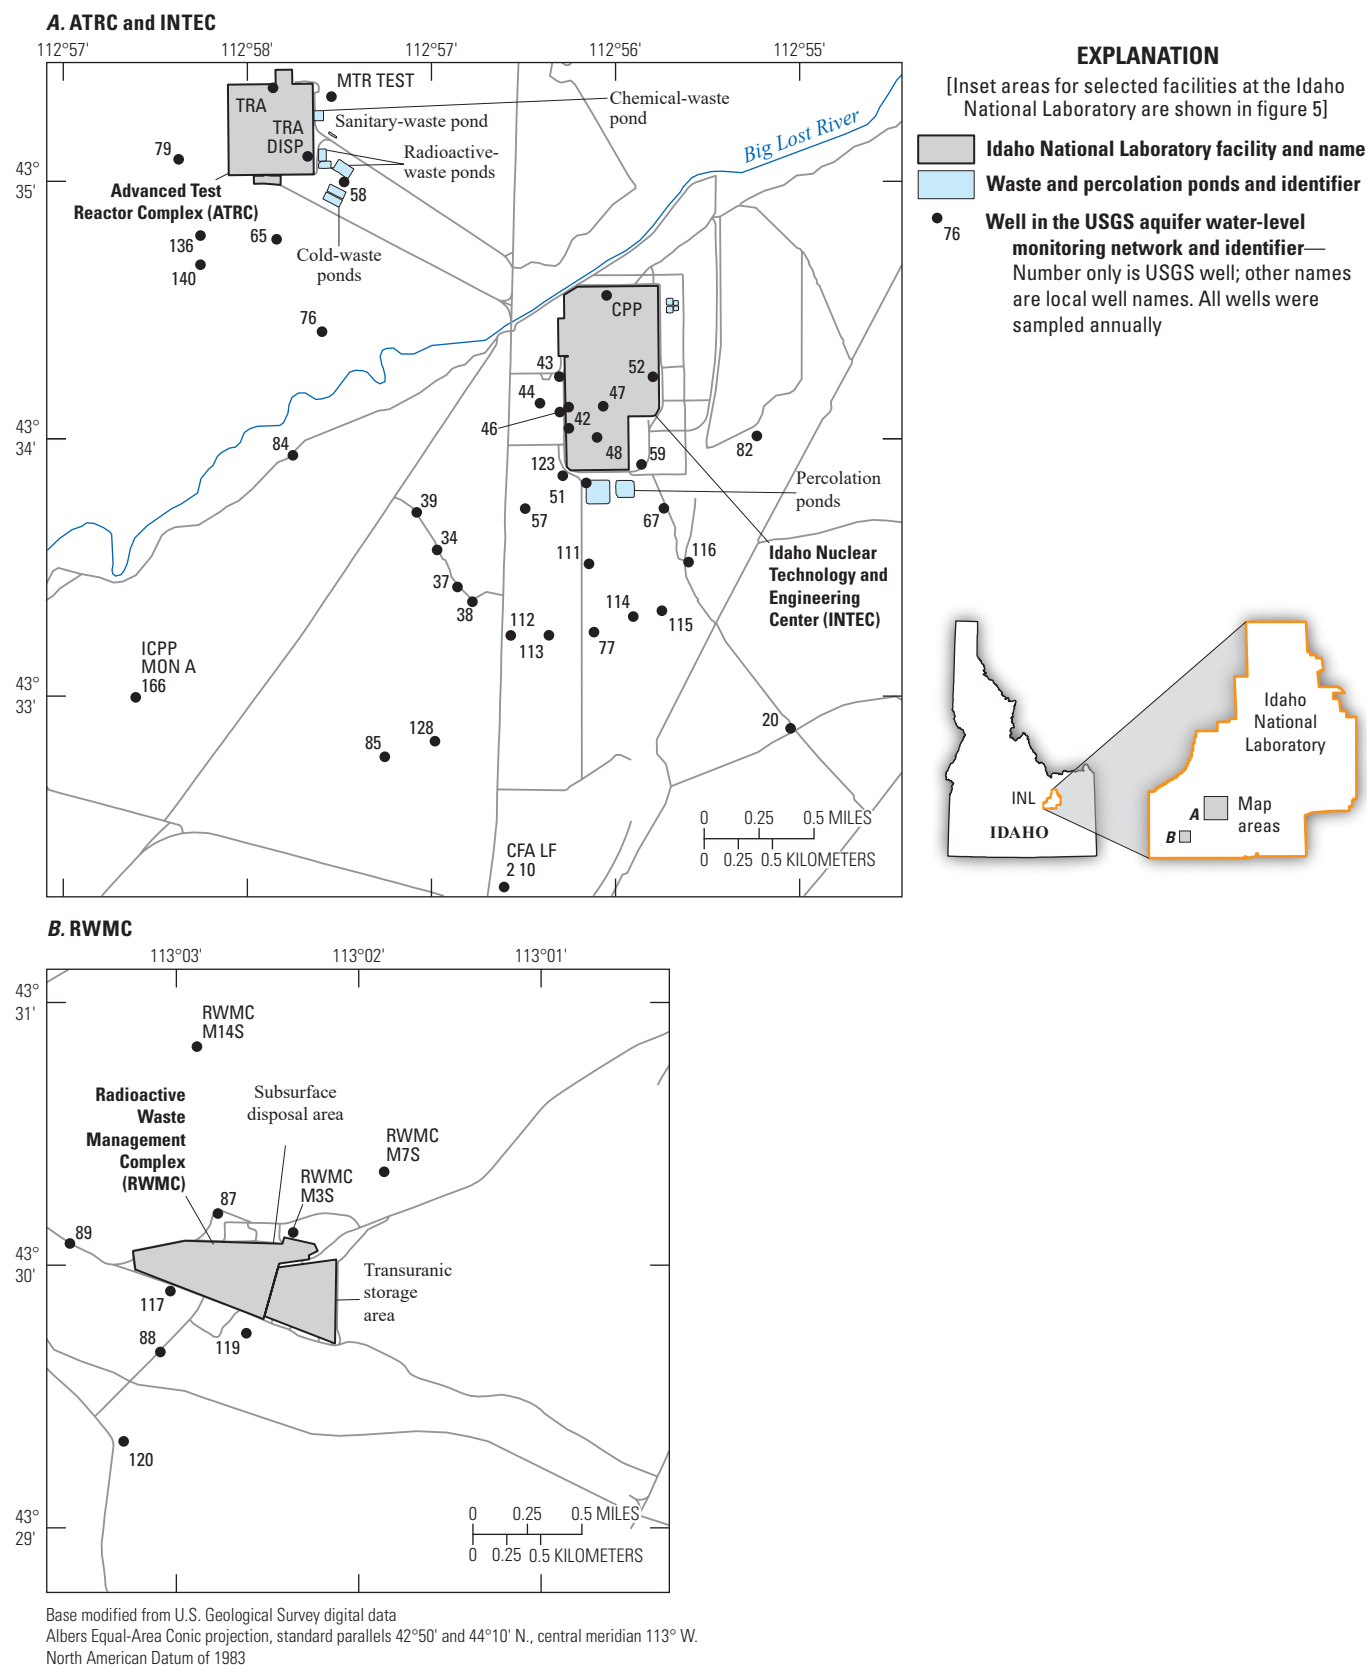 A. ATRC and INTEC
112°57' 112°58' 112°57' 112°56' 112°55'
MTR TEST
TRA
Chemical-waste
pond
Sanitary-waste pond
TRA
DISP
Radioactive-
waste ponds
Big Lost River
79
43°
35'
58
Advanced Test
Reactor Complex (ATRC)
136
65
Cold-waste
ponds
140
76
CPP
43
52
44
47
42
46
43°
34'
84
48
59
82
123
51
Percolation
ponds
39
57
67
34
111
116
Idaho Nuclear
Technology and
Engineering
Center (INTEC)
37
38
114
112
115
113
77
ICPP
MON A
166
43°
33'
20
128
85
0 0.25 0.5 MILES
0 0.25 0.5 KILOMETERS
CFA LF
2 10
EXPLANATION
[Inset areas for selected facilities at the Idaho
National Laboratory are shown in figure 5]
Idaho National Laboratory facility and name
Waste and percolation ponds and identifier
76
Well in the USGS aquifer water-level
monitoring network and identifier—
Number only is USGS well; other names
are local well names. All wells were
sampled annually
Idaho
National
Laboratory
INL
IDAHO
A
B
Map
areas
B. RWMC
113°03' 113°02' 113°01'
43°
31'
RWMC
M14S
Radioactive
Waste
Management
Complex
(RWMC)
Subsurface
disposal area
RWMC
M7S
RWMC
M3S
87
89
43°
30'
Transuranic
storage
area
117
88
119
120
0 0.25 0.5 MILES
0 0.25 0.5 KILOMETERS
43°
29'
Base modified from U.S. Geological Survey digital data
Albers Equal-Area Conic projection, standard parallels 42°50' and 44°10' N., central meridian 113° W.
North American Datum of 1983